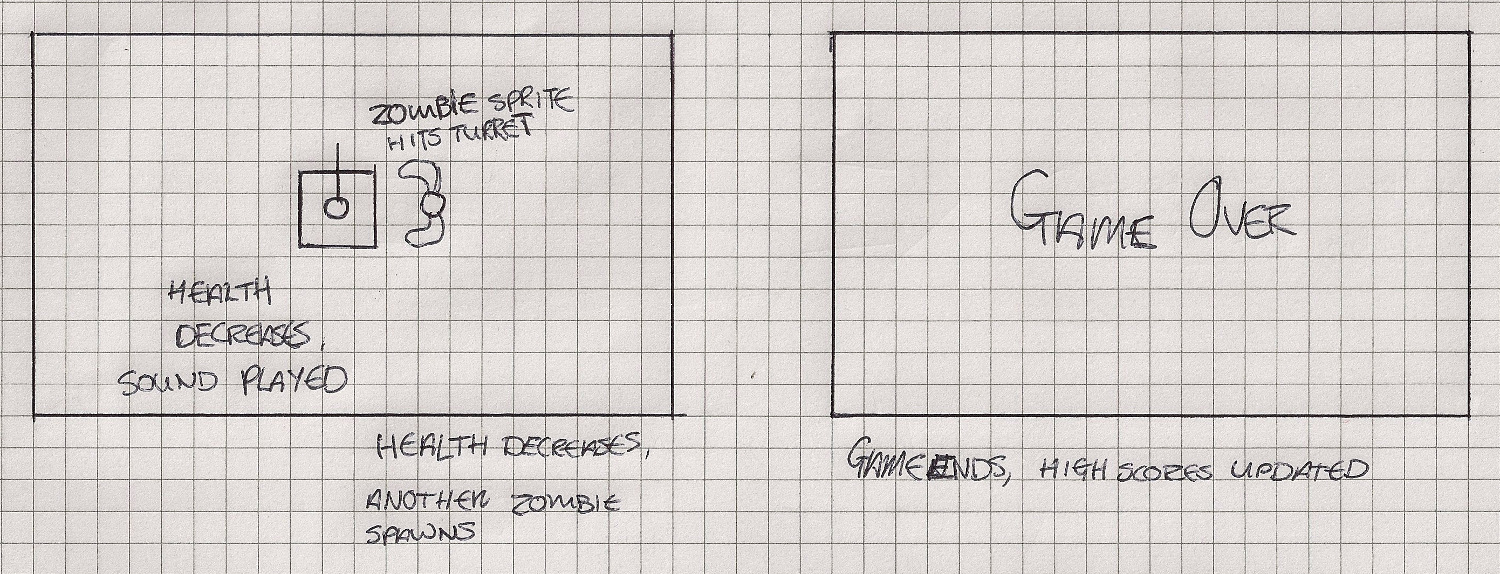 ZOMBIE SPRITE
HITS TURRET
HEALTH
DECREASES,
SOUND PLAYED
HEALTH DECREASES,
ANOTHER ZOMBIE
SPAWNS
GAME OVER
GAME ENDS, HIGH SCORES UPDATED